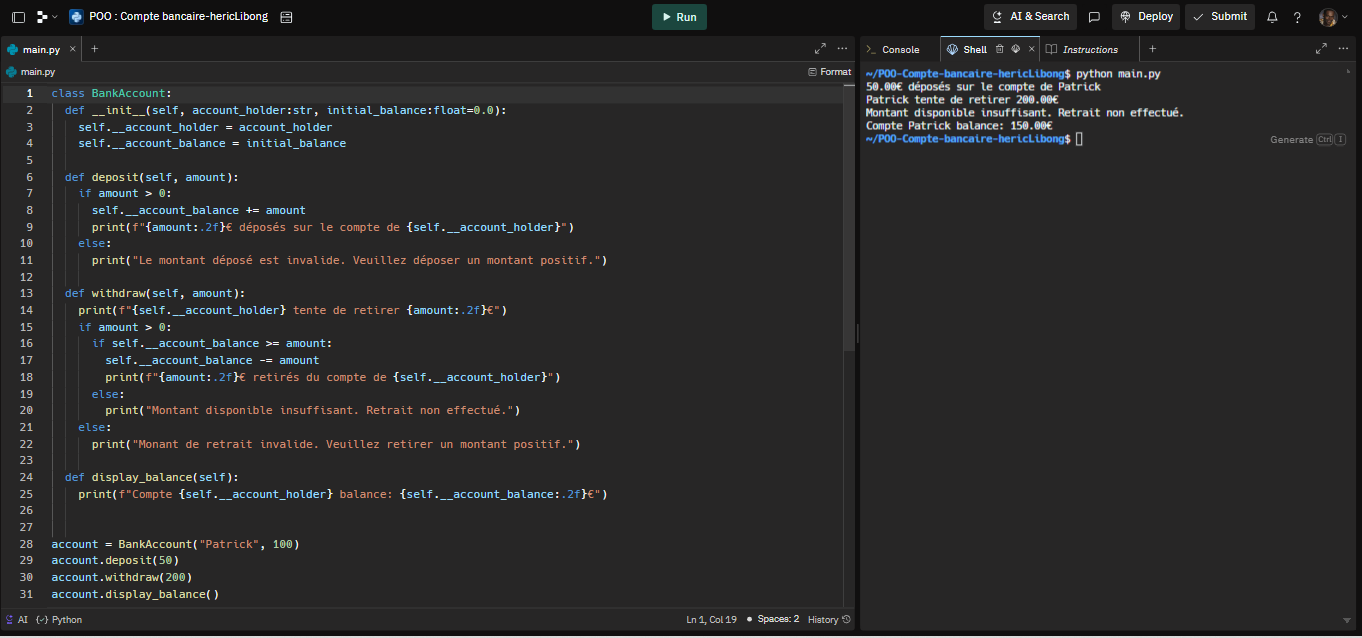 POO : Compte bancaire-hericLibong
Run
AI & Search
Deploy
Submit
main.py
main.py
Format
1 class BankAccount:
2   def __init__(self, account_holder:str, initial_balance:float=0.0):
3     self.__account_holder = account_holder
4     self.__account_balance = initial_balance
5
6   def deposit(self, amount):
7     if amount > 0:
8       self.__account_balance += amount
9       print(f"{amount:.2f}€ déposés sur le compte de {self.__account_holder}")
10     else:
11       print("Le montant déposé est invalide. Veuillez déposer un montant positif.")
12
13   def withdraw(self, amount):
14     print(f"{self.__account_holder} tente de retirer {amount:.2f}€")
15     if amount > 0:
16       if self.__account_balance >= amount:
17         self.__account_balance -= amount
18         print(f"{amount:.2f}€ retirés du compte de {self.__account_holder}")
19       else:
20         print("Montant disponible insuffisant. Retrait non effectué.")
21     else:
22       print("Monant de retrait invalide. Veuillez retirer un montant positif.")
23
24   def display_balance(self):
25     print(f"Compte {self.__account_holder} balance: {self.__account_balance:.2f}€")
26
27
28 account = BankAccount("Patrick", 100)
29 account.deposit(50)
30 account.withdraw(200)
31 account.display_balance()
AI
Python
Ln 1, Col 19
Spaces: 2
History
Console
Shell
Instructions
~/POO-Compte-bancaire-hericLibong$ python main.py
50.00€ déposés sur le compte de Patrick
Patrick tente de retirer 200.00€
Montant disponible insuffisant. Retrait non effectué.
Compte Patrick balance: 150.00€
~/POO-Compte-bancaire-hericLibong$
Generate Ctrl I